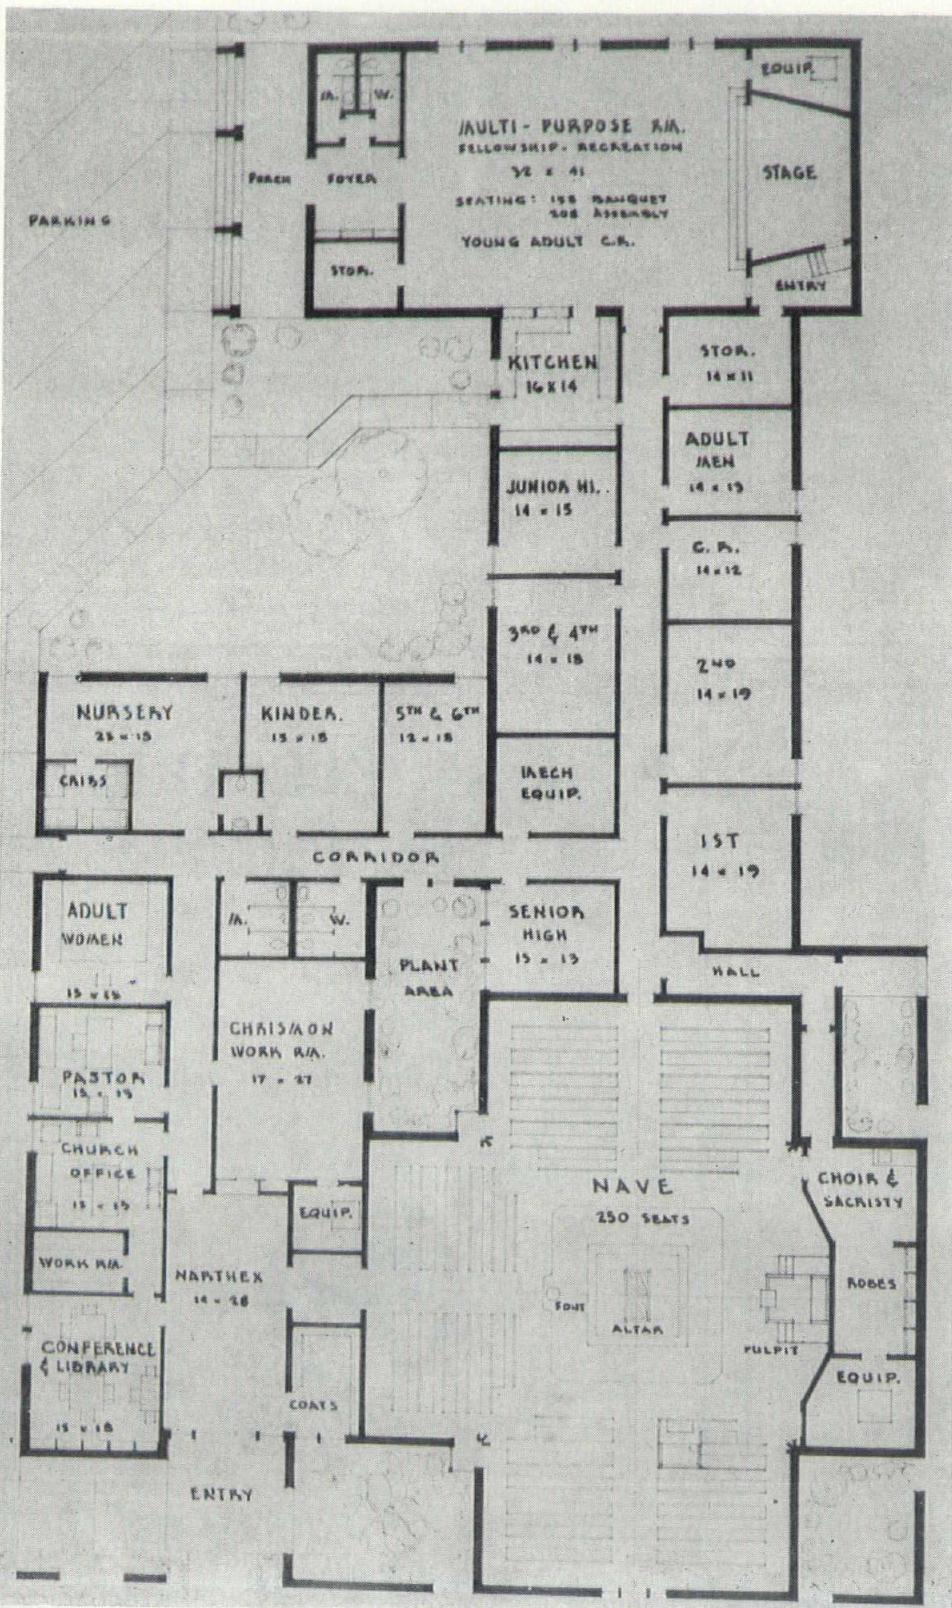 EQUIP.
M. W.
MULTI - PURPOSE RM.
FELLOWSHIP - RECREATION
32 x 41
SEATING: 158 BANQUET
208 ASSEMBLY
YOUNG ADULT C.R.
STAGE
PORCH FOYER
PARKING
STOR.
ENTRY
KITCHEN
16 x 14
STOR.
14 x 11
ADULT
MEN
14 x 13
JUNIOR HI.
14 x 15
C. R.
14 x 12
3RD & 4TH
14 x 18
2ND
14 x 19
NURSERY
KINDER.
15 x 18
5TH & 6TH
12 x 18
CRIBS
MECH
EQUIP.
1ST
14 x 19
CORRIDOR
ADULT
WOMEN
M. W.
PLANT
AREA
SENIOR
HIGH
15 x 13
HALL
CHRISMON
WORK RM.
17 x 27
PASTOR
CHURCH
OFFICE
WORK RM.
EQUIP.
NARTHEX
14 x 28
NAVE
250 SEATS
FONT
ALTAR
PULPIT
CHOIR &
SACRISTY
ROBES
EQUIP.
CONFERENCE
& LIBRARY
15 x 18
COATS
ENTRY